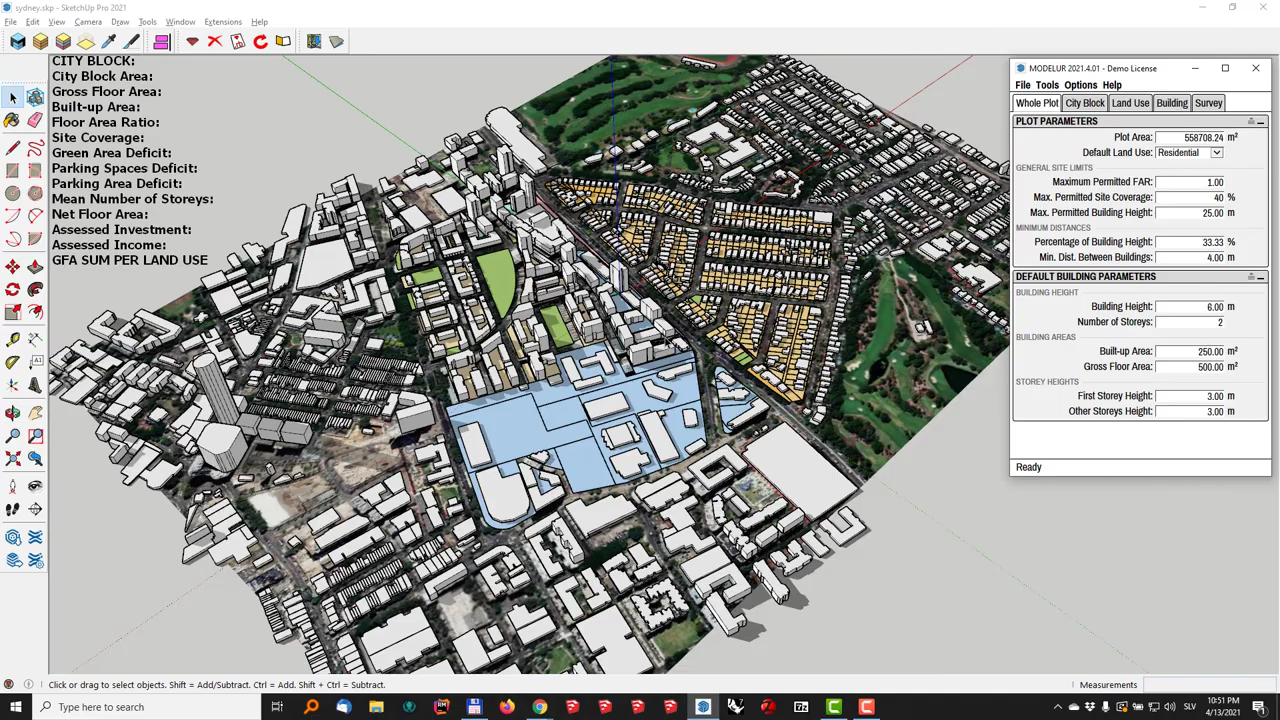 sydney.skp - SketchUp Pro 2021
File Edit View Camera Draw Tools Window Extensions Help
CITY BLOCK:
City Block Area:
Gross Floor Area:
Built-up Area:
Floor Area Ratio:
Site Coverage:
Green Area Deficit:
Parking Spaces Deficit:
Parking Area Deficit:
Mean Number of Storeys:
Net Floor Area:
Assessed Investment:
Assessed Income:
GFA SUM PER LAND USE
MODELUR 2021.4.01 - Demo License
File Tools Options Help
Whole Plot City Block Land Use Building Survey
PLOT PARAMETERS
Plot Area: 558708.24 m²
Default Land Use: Residential
GENERAL SITE LIMITS
Maximum Permitted FAR: 1.00
Max. Permitted Site Coverage: 40 %
Max. Permitted Building Height: 25.00 m
MINIMUM DISTANCES
Percentage of Building Height: 33.33 %
Min. Dist. Between Buildings: 4.00 m
DEFAULT BUILDING PARAMETERS
BUILDING HEIGHT
Building Height: 6.00 m
Number of Storeys: 2
BUILDING AREAS
Built-up Area: 250.00 m²
Gross Floor Area: 500.00 m²
STOREY HEIGHTS
First Storey Height: 3.00 m
Other Storeys Height: 3.00 m
Ready
Click or drag to select objects. Shift = Add/Subtract. Ctrl = Add. Shift + Ctrl = Subtract.
Measurements
Type here to search
SLV
10:51 PM
4/13/2021